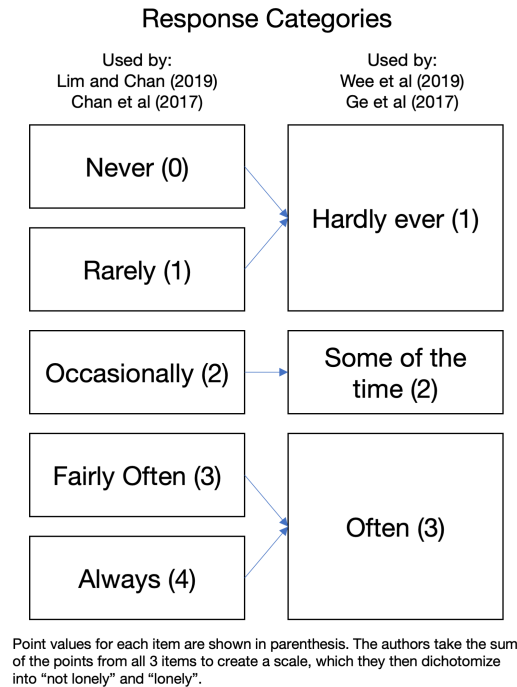 Response Categories
Used by:
Lim and Chan (2019)
Chan et al (2017)
Used by:
Wee et al (2019)
Ge et al (2017)
Never (0)
Rarely (1)
Hardly ever (1)
Occasionally (2)
Some of the
time (2)
Fairly Often (3)
Always (4)
Often (3)
Point values for each item are shown in parenthesis. The authors take the sum
of the points from all 3 items to create a scale, which they then dichotomize
into “not lonely” and “lonely”.